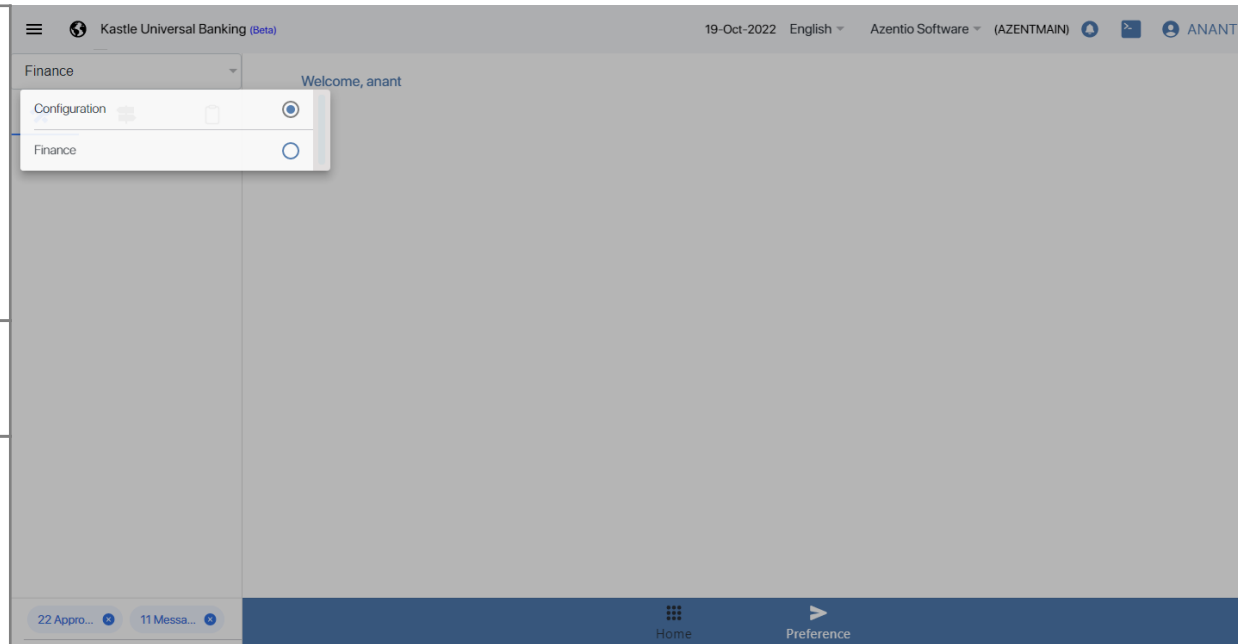 Kastle Universal Banking (Beta)
19-Oct-2022 English Azentio Software (AZENTMAIN) ANANT
Finance
Welcome, anant
Configuration
Finance
22 Appro... 11 Messa...
Home Preference